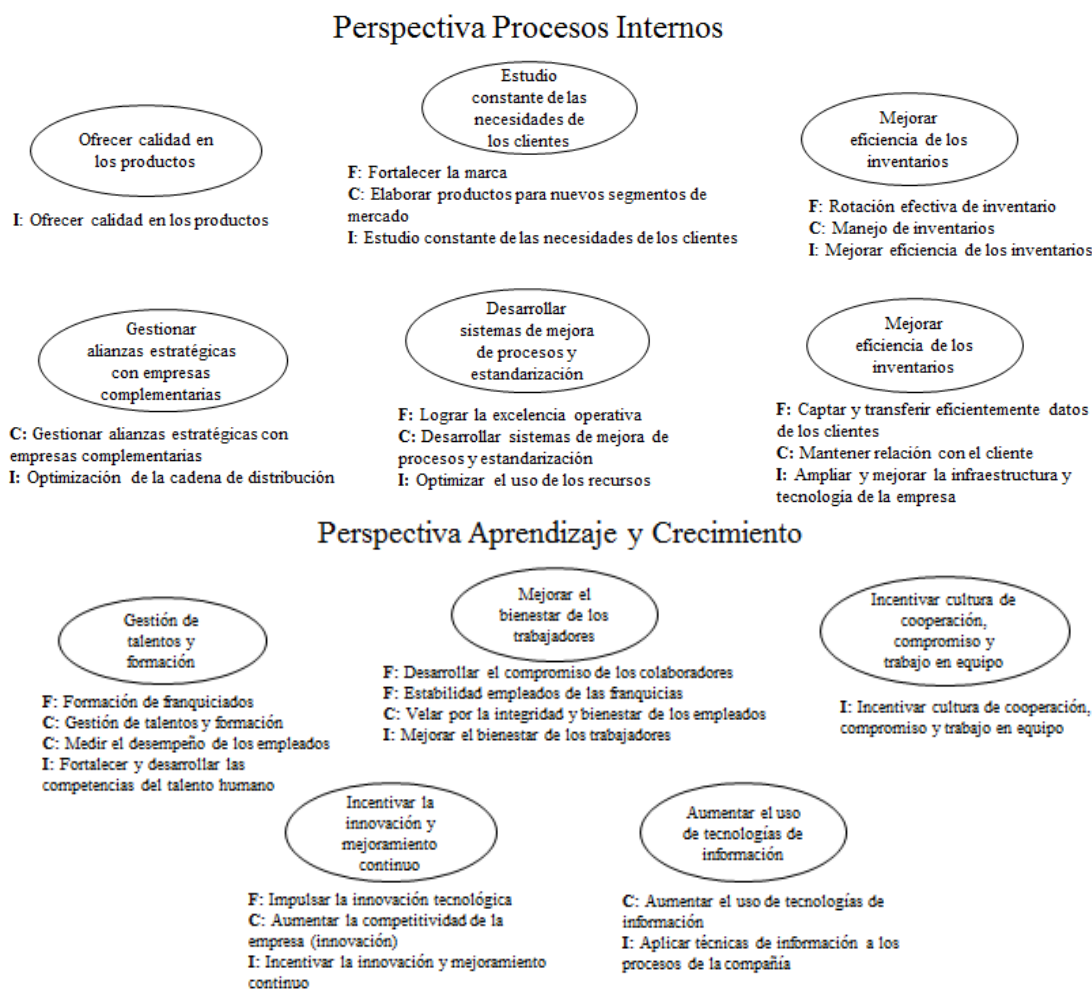 Perspectiva Procesos Internos
Ofrecer calidad en
los productos
I: Ofrecer calidad en los productos
Estudio
constante de las
necesidades de
los clientes
F: Fortalecer la marca
C: Elaborar productos para nuevos segmentos de
mercado
I: Estudio constante de las necesidades de los clientes
Mejorar
eficiencia de los
inventarios
F: Rotación efectiva de inventario
C: Manejo de inventarios
I: Mejorar eficiencia de los inventarios
Gestionar
alianzas estratégicas
con empresas
complementarias
C: Gestionar alianzas estratégicas con
empresas complementarias
I: Optimización de la cadena de distribución
Desarrollar
sistemas de mejora
de procesos y
estandarización
F: Lograr la excelencia operativa
C: Desarrollar sistemas de mejora de
procesos y estandarización
I: Optimizar el uso de los recursos
Mejorar
eficiencia de los
inventarios
F: Captar y transferir eficientemente datos
de los clientes
C: Mantener relación con el cliente
I: Ampliar y mejorar la infraestructura y
tecnología de la empresa
Perspectiva Aprendizaje y Crecimiento
Gestión de
talentos y
formación
F: Formación de franquiciados
C: Gestión de talentos y formación
C: Medir el desempeño de los empleados
I: Fortalecer y desarrollar las
competencias del talento humano
Mejorar el
bienestar de los
trabajadores
F: Desarrollar el compromiso de los colaboradores
F: Estabilidad empleados de las franquicias
C: Velar por la integridad y bienestar de los empleados
I: Mejorar el bienestar de los trabajadores
Incentivar cultura de
cooperación,
compromiso y
trabajo en equipo
I: Incentivar cultura de cooperación,
compromiso y trabajo en equipo
Incentivar la
innovación y
mejoramiento
continuo
F: Impulsar la innovación tecnológica
C: Aumentar la competitividad de la
empresa (innovación)
I: Incentivar la innovación y mejoramiento
continuo
Aumentar el uso
de tecnologías de
información
C: Aumentar el uso de tecnologías de
información
I: Aplicar técnicas de información a los
procesos de la compañía